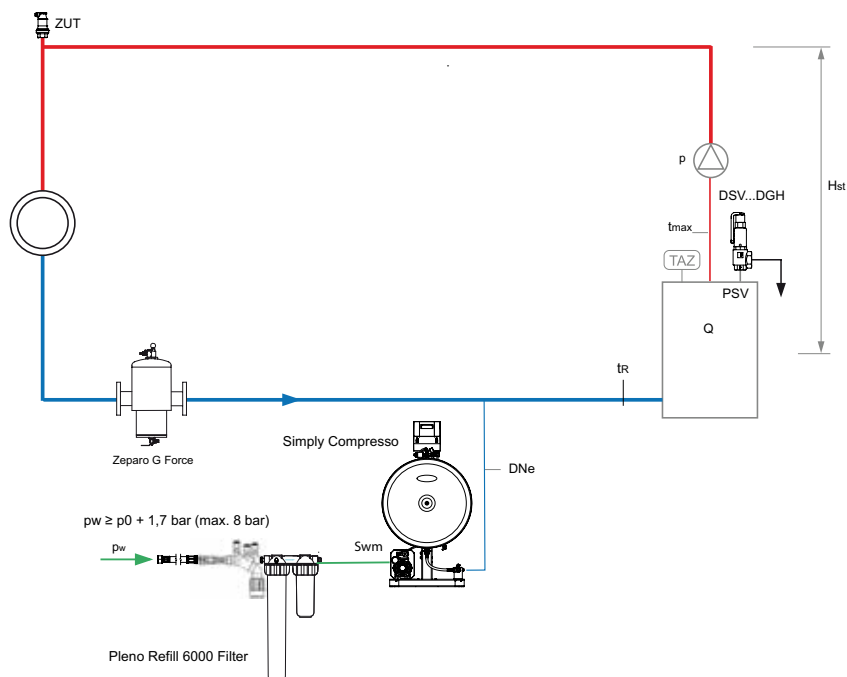 ZUT
p
DSV...DGH
Hst
tmax
TAZ
PSV
Q
tR
Zeparo G Force
Simply Compresso
DNe
pw ≥ p0 + 1,7 bar (max. 8 bar)
Swm
pw
Pleno Refill 6000 Filter